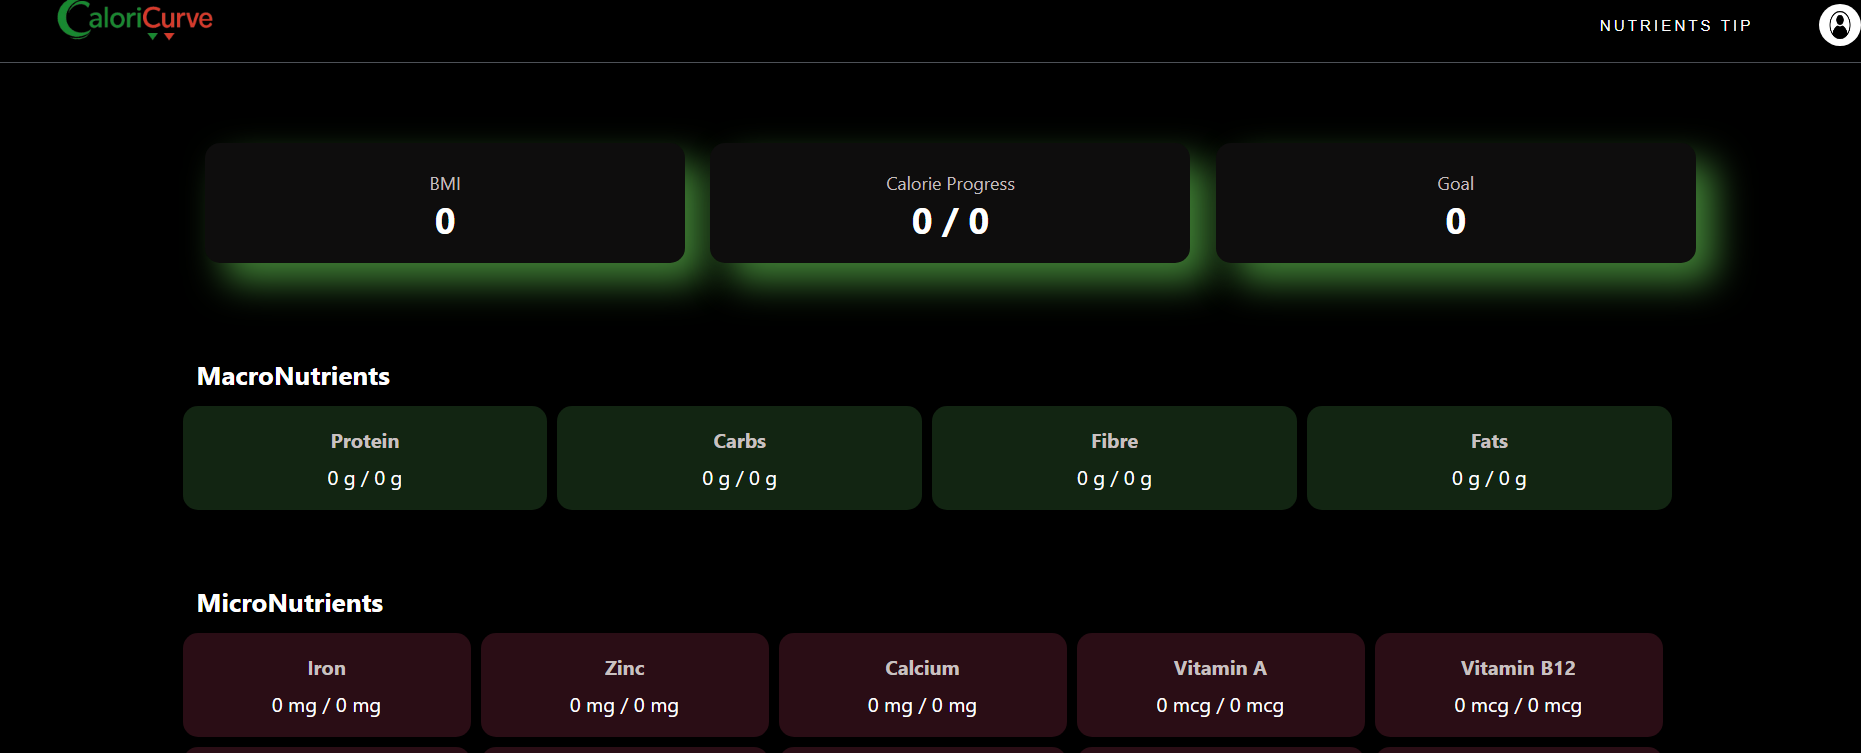 CaloriCurve
NUTRIENTS TIP
BMI
0
Calorie Progress
0 / 0
Goal
0
MacroNutrients
Protein
0 g / 0 g
Carbs
0 g / 0 g
Fibre
0 g / 0 g
Fats
0 g / 0 g
MicroNutrients
Iron
0 mg / 0 mg
Zinc
0 mg / 0 mg
Calcium
0 mg / 0 mg
Vitamin A
0 mcg / 0 mcg
Vitamin B12
0 mcg / 0 mcg